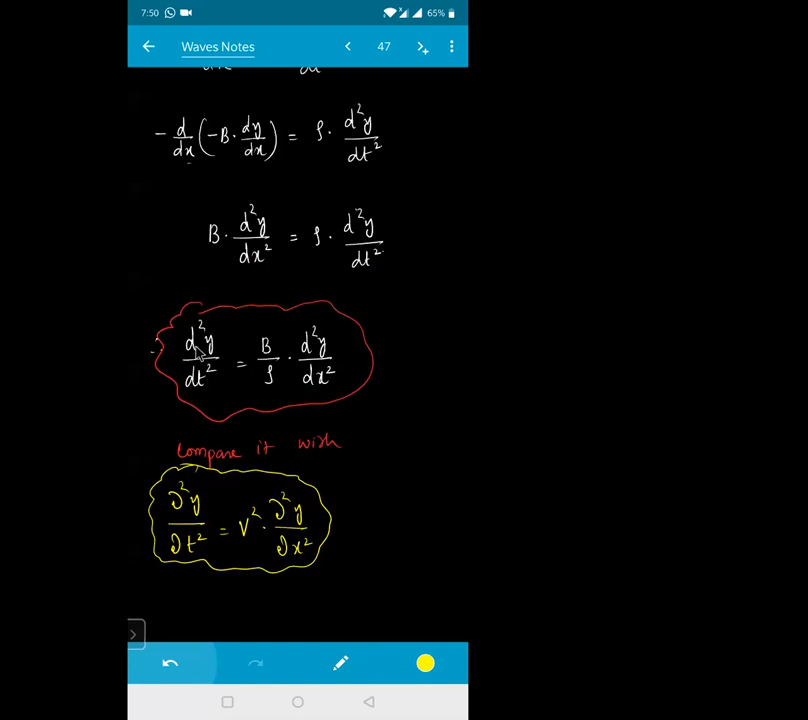 7:50 65%
Waves Notes 47
- d/dx (-B · dy/dx) = ρ · d²y/dt²
B · d²y/dx² = ρ · d²y/dt²
∴ d²y/dt² = B/ρ · d²y/dx²
Compare it with
∂²y/∂t² = V² · ∂²y/∂x²